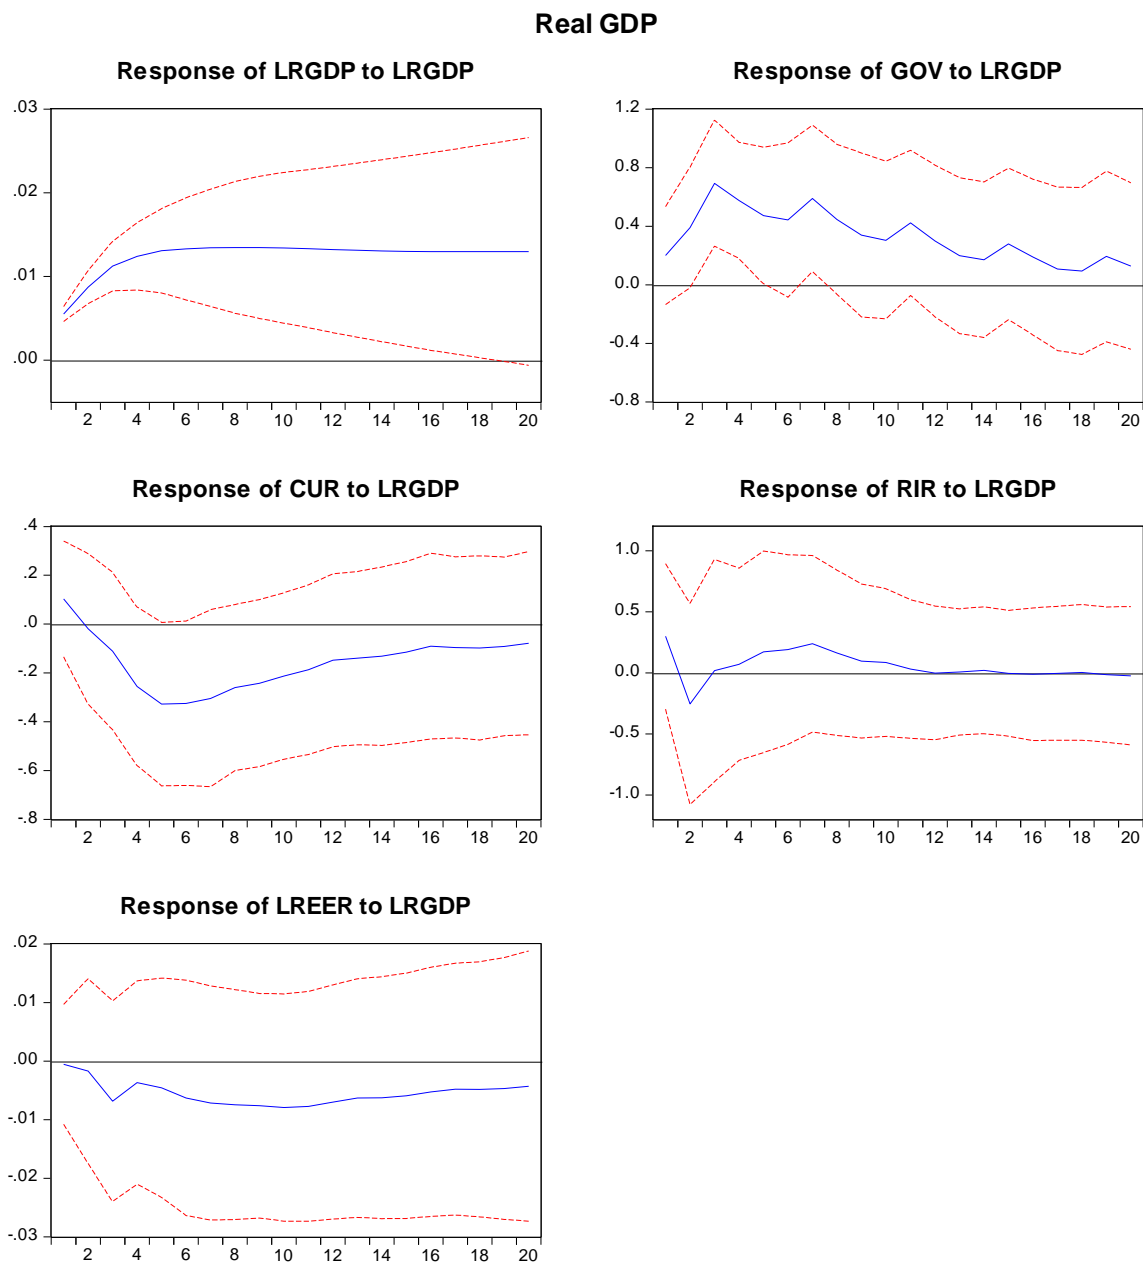 Real GDP
Response of LRGDP to LRGDP
.03
.02
.01
.00
2 4 6 8 10 12 14 16 18 20
Response of GOV to LRGDP
1.2
0.8
0.4
0.0
-0.4
-0.8
2 4 6 8 10 12 14 16 18 20
Response of CUR to LRGDP
.4
.2
.0
-.2
-.4
-.6
-.8
2 4 6 8 10 12 14 16 18 20
Response of RIR to LRGDP
1.0
0.5
0.0
-0.5
-1.0
2 4 6 8 10 12 14 16 18 20
Response of LREER to LRGDP
.02
.01
.00
-.01
-.02
-.03
2 4 6 8 10 12 14 16 18 20